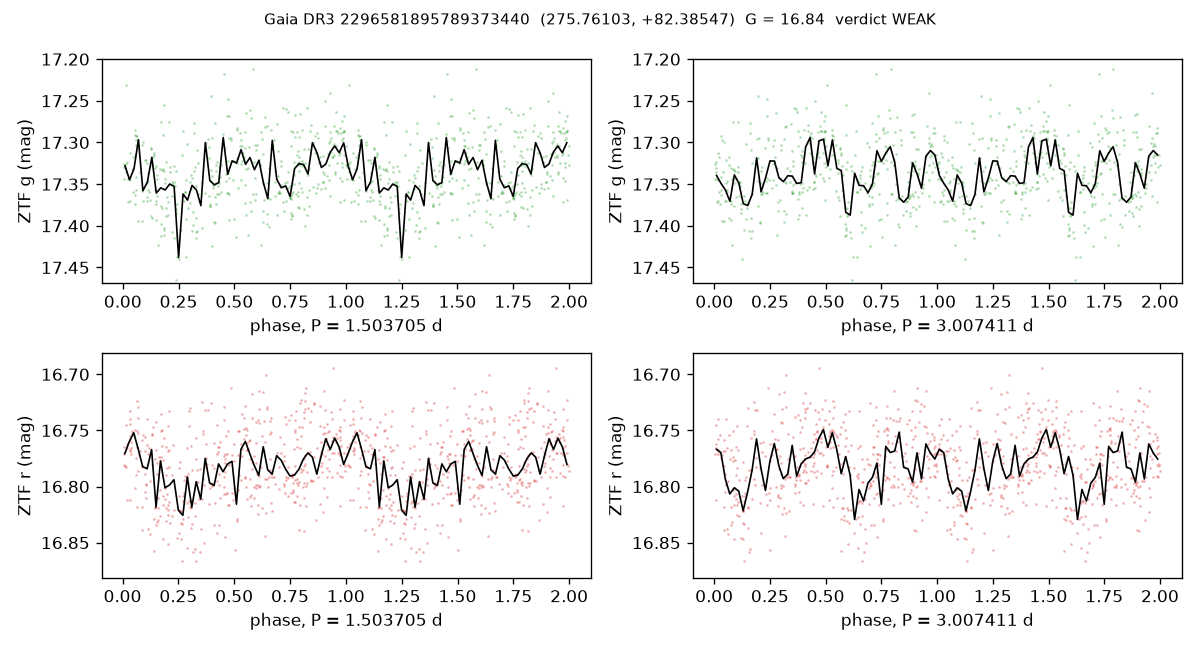 Gaia DR3 2296581895789373440  (275.76103, +82.38547)  G = 16.84  verdict WEAK
17.20
17.25
17.30
17.35
17.40
17.45
ZTF g (mag)
0.00 0.25 0.50 0.75 1.00 1.25 1.50 1.75 2.00
phase, P = 1.503705 d
17.20
17.25
17.30
17.35
17.40
17.45
ZTF g (mag)
0.00 0.25 0.50 0.75 1.00 1.25 1.50 1.75 2.00
phase, P = 3.007411 d
16.70
16.75
16.80
16.85
ZTF r (mag)
0.00 0.25 0.50 0.75 1.00 1.25 1.50 1.75 2.00
phase, P = 1.503705 d
16.70
16.75
16.80
16.85
ZTF r (mag)
0.00 0.25 0.50 0.75 1.00 1.25 1.50 1.75 2.00
phase, P = 3.007411 d